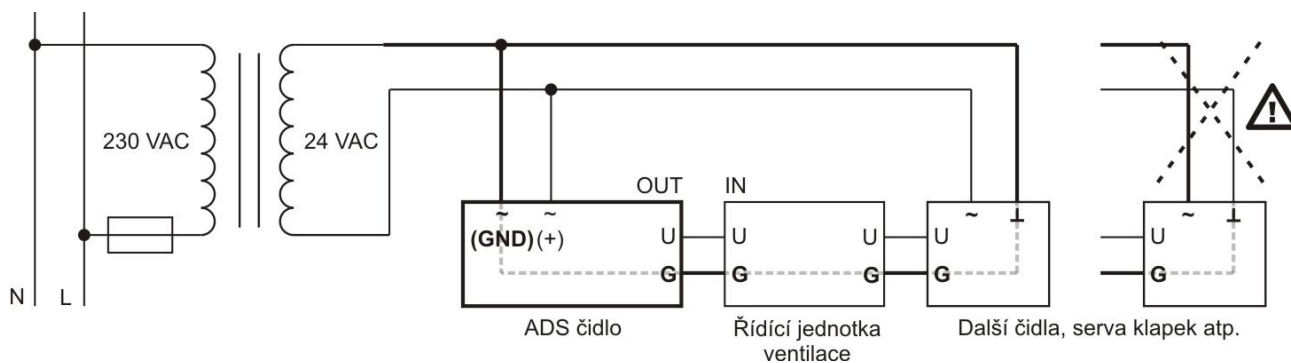 230 VAC
24 VAC
OUT
IN
~
~
~
⊥
~
⊥
(GND)
(+)
U
U
U
U
U
G
G
G
G
G
N
L
ADS čidlo
Řídící jednotka
ventilace
Další čidla, serva klapek atp.
!